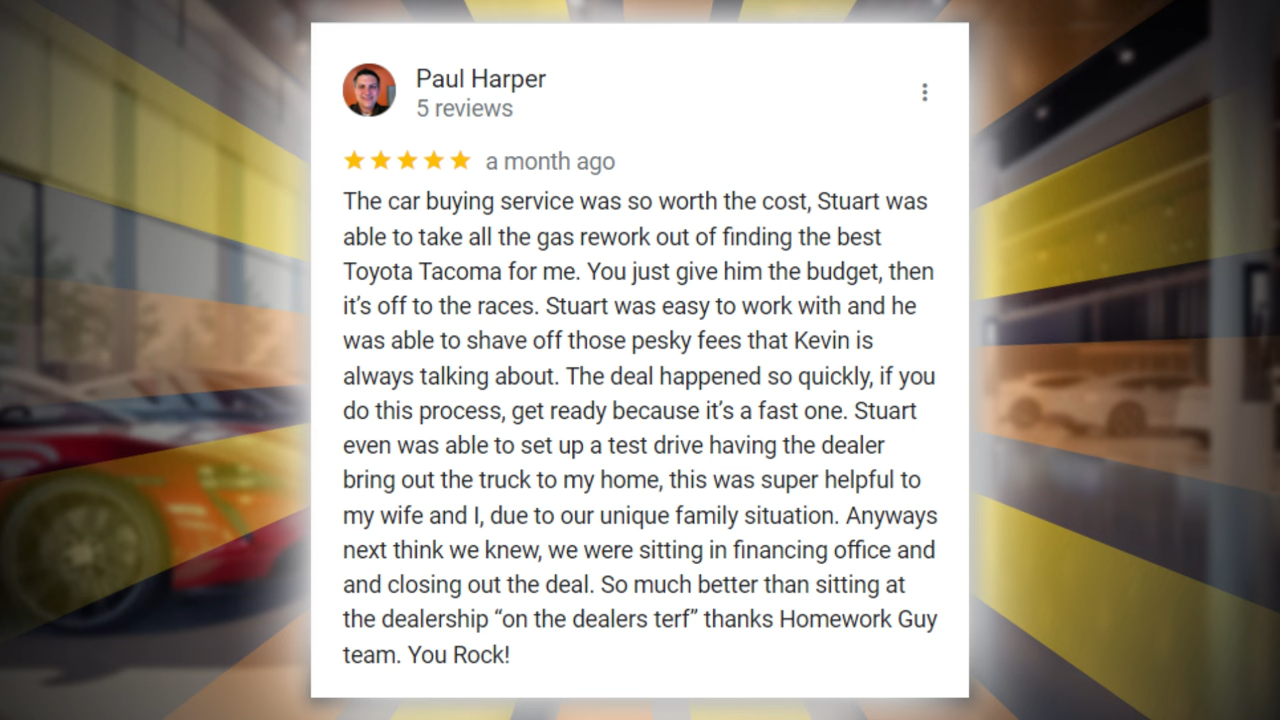 Paul Harper
5 reviews
a month ago
The car buying service was so worth the cost, Stuart was
able to take all the gas rework out of finding the best
Toyota Tacoma for me. You just give him the budget, then
it’s off to the races. Stuart was easy to work with and he
was able to shave off those pesky fees that Kevin is
always talking about. The deal happened so quickly, if you
do this process, get ready because it’s a fast one. Stuart
even was able to set up a test drive having the dealer
bring out the truck to my home, this was super helpful to
my wife and I, due to our unique family situation. Anyways
next think we knew, we were sitting in financing office and
and closing out the deal. So much better than sitting at
the dealership “on the dealers terf” thanks Homework Guy
team. You Rock!